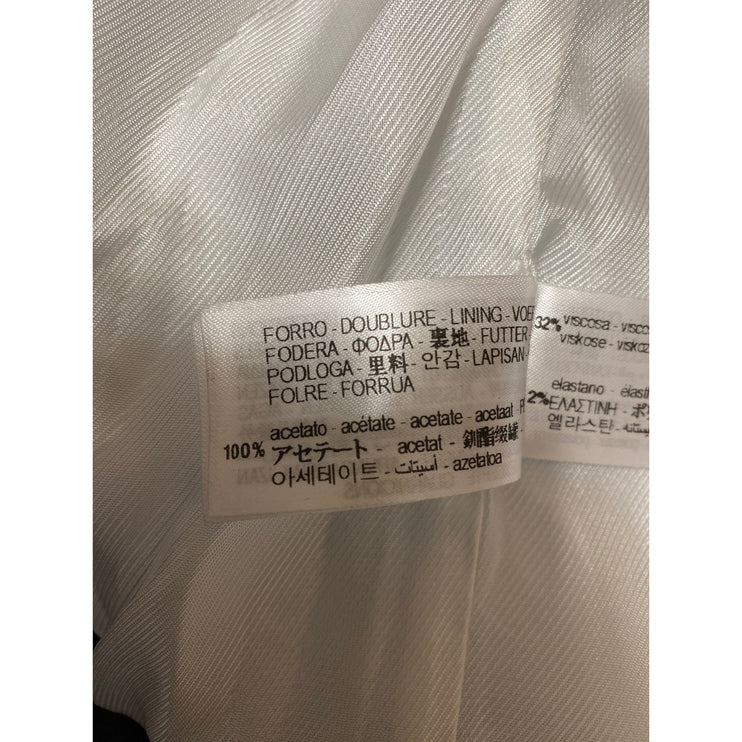 FORRO - DOUBLURE - LINING -
FODERA - ΦΟΔΡΑ - 裏地 - FUTTER -
PODLOGA - 里料 - 안감 - LAPISAN -
FOLRE - FORRUA
acetato - acétate - acetate - acetaat -
100% アセテート - acetat -
아세테이트 - أسيتات - azetatoa
32% viscosa -
viskose -
elastano -
2% ΕΛΑΣΤΙΝΗ -
엘라스탄 -